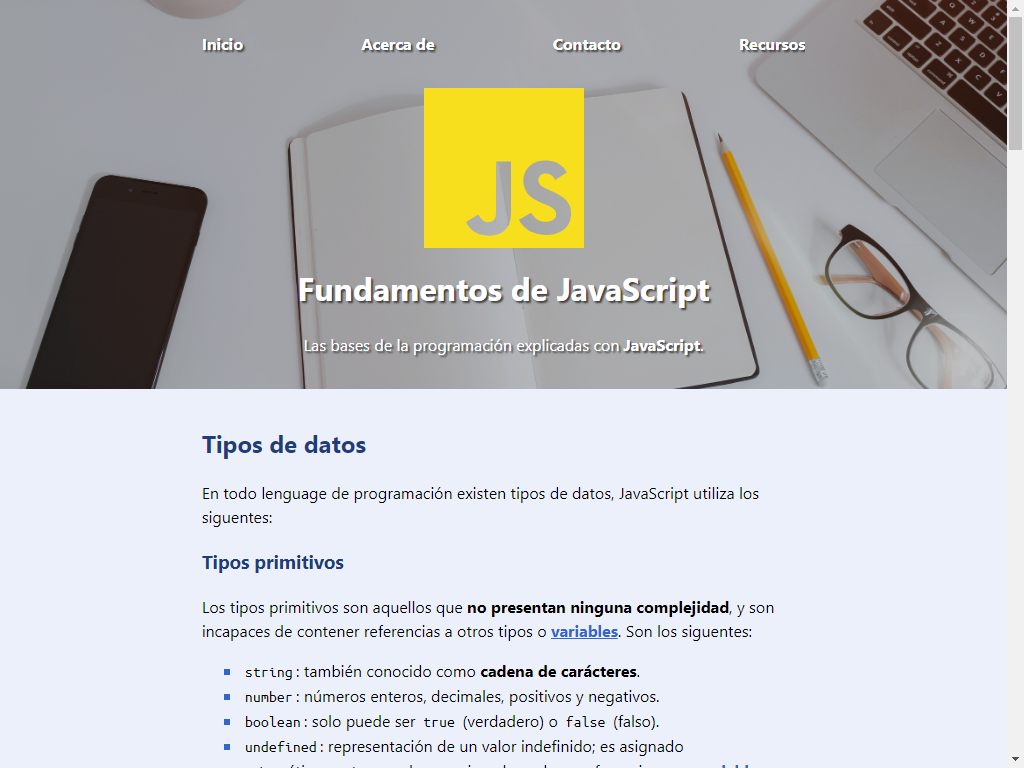 Inicio Acerca de Contacto Recursos
JS
Fundamentos de JavaScript
Las bases de la programación explicadas con JavaScript.
Tipos de datos
En todo lenguage de programación existen tipos de datos, JavaScript utiliza los
siguentes:
Tipos primitivos
Los tipos primitivos son aquellos que no presentan ninguna complejidad, y son
incapaces de contener referencias a otros tipos o variables. Son los siguentes:
string: también conocido como cadena de carácteres.
number: números enteros, decimales, positivos y negativos.
boolean: solo puede ser true (verdadero) o false (falso).
undefined: representación de un valor indefinido; es asignado